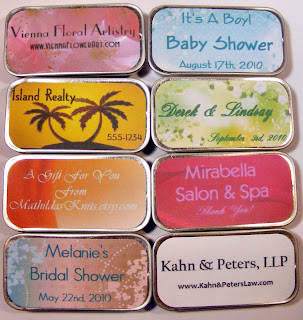 Vienna Floral Artistry
www.ViennaFlowerArt.com
It's A Boy!
Baby Shower
August 17th, 2010
Island Realty
555-1234
Derek & Lindsay
September 3rd, 2010
A Gift For You
From
MathildasKnits.etsy.com
Mirabella
Salon & Spa
Thank You!
Melanie's
Bridal Shower
May 22nd, 2010
Kahn & Peters, LLP
www.Kahn&PetersLaw.com